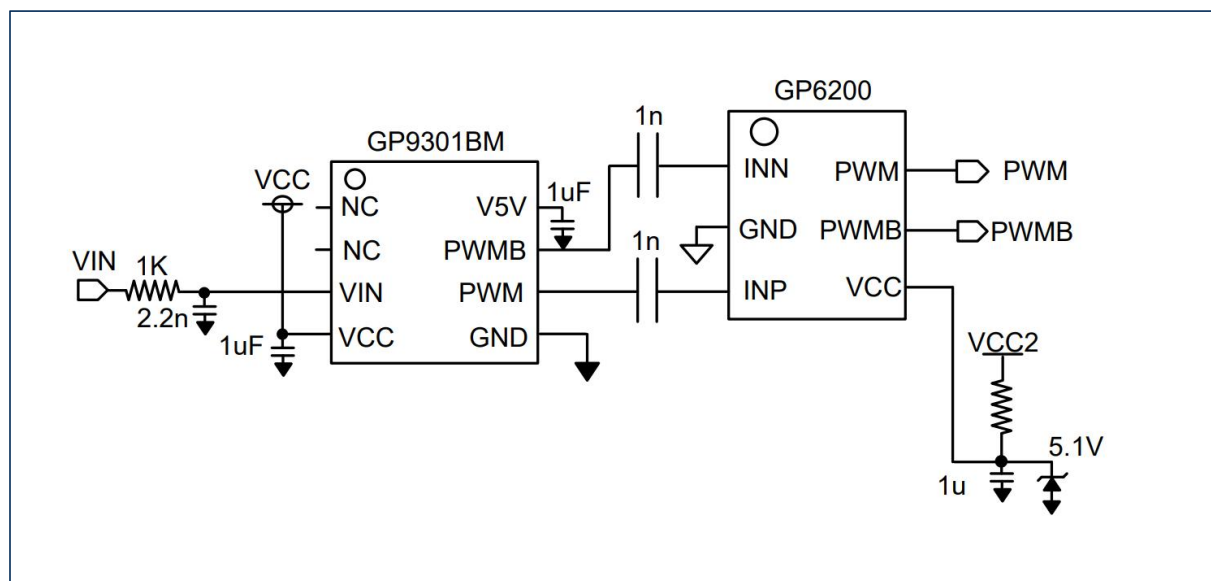 GP6200
1n
GP9301BM
VCC
1uF
INN
PWM
PWM
NC
V5V
GND
PWMB
PWMB
NC
PWMB
1n
VIN
1K
VIN
PWM
INP
VCC
2.2n
1uF
VCC
GND
VCC2
5.1V
1u